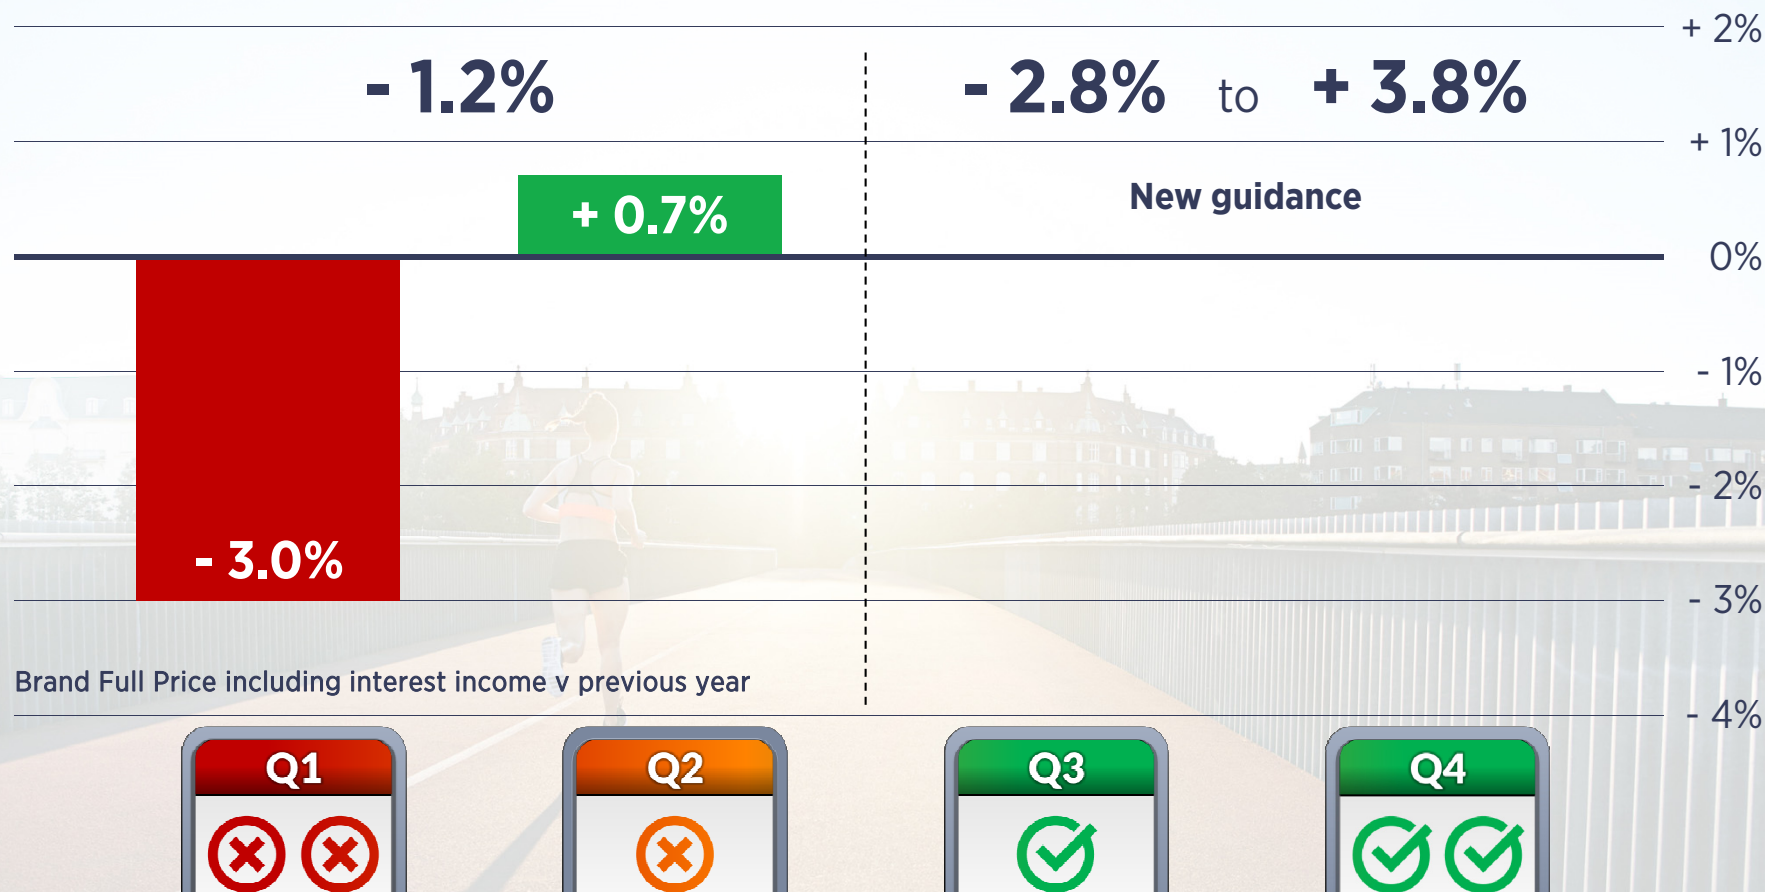 + 2%
- 1.2%
- 2.8% to + 3.8%
+ 1%
+ 0.7%
New guidance
0%
- 1%
- 2%
- 3.0%
- 3%
Brand Full Price including interest income v previous year
- 4%
Q1
Q2
Q3
Q4